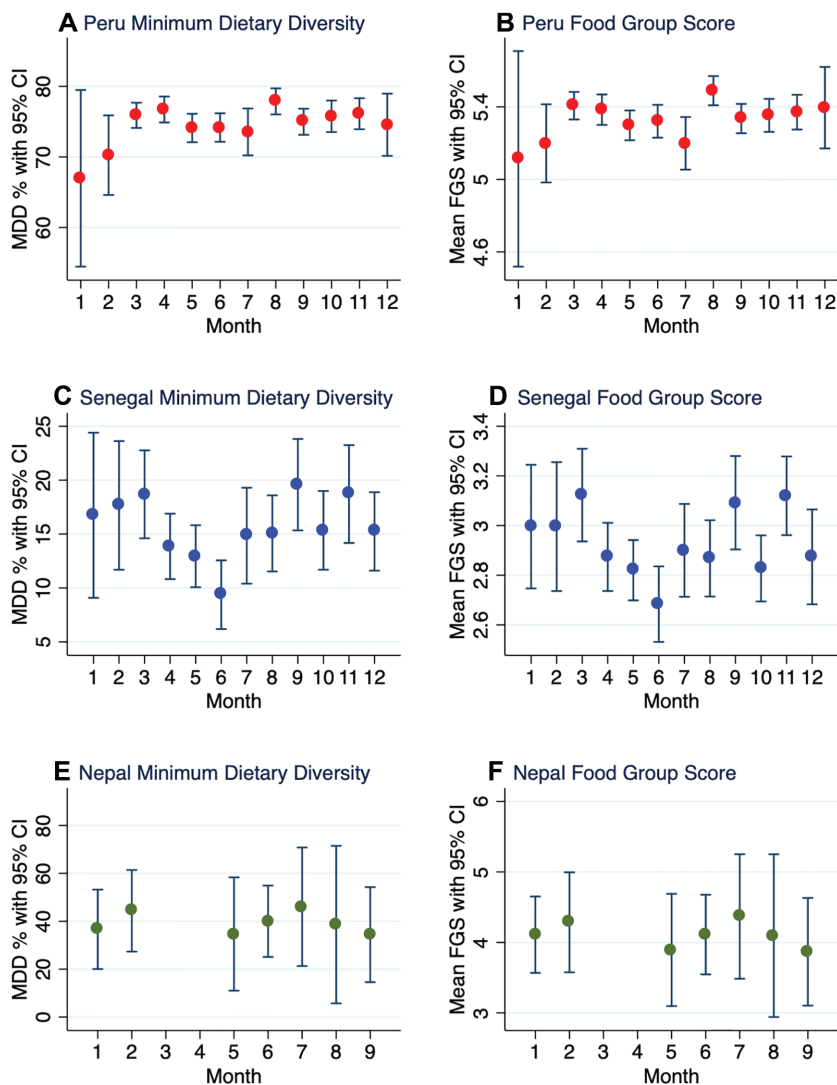 A Peru Minimum Dietary Diversity
MDD % with 95% CI
80
70
60
1 2 3 4 5 6 7 8 9 10 11 12
Month
B Peru Food Group Score
Mean FGS with 95% CI
5.4
5
4.6
1 2 3 4 5 6 7 8 9 10 11 12
Month
C Senegal Minimum Dietary Diversity
MDD % with 95% CI
25
20
15
10
5
1 2 3 4 5 6 7 8 9 10 11 12
Month
D Senegal Food Group Score
Mean FGS with 95% CI
3.4
3.2
3
2.8
2.6
1 2 3 4 5 6 7 8 9 10 11 12
Month
E Nepal Minimum Dietary Diversity
MDD % with 95% CI
80
60
40
20
0
1 2 3 4 5 6 7 8 9
Month
F Nepal Food Group Score
Mean FGS with 95% CI
6
5
4
3
1 2 3 4 5 6 7 8 9
Month